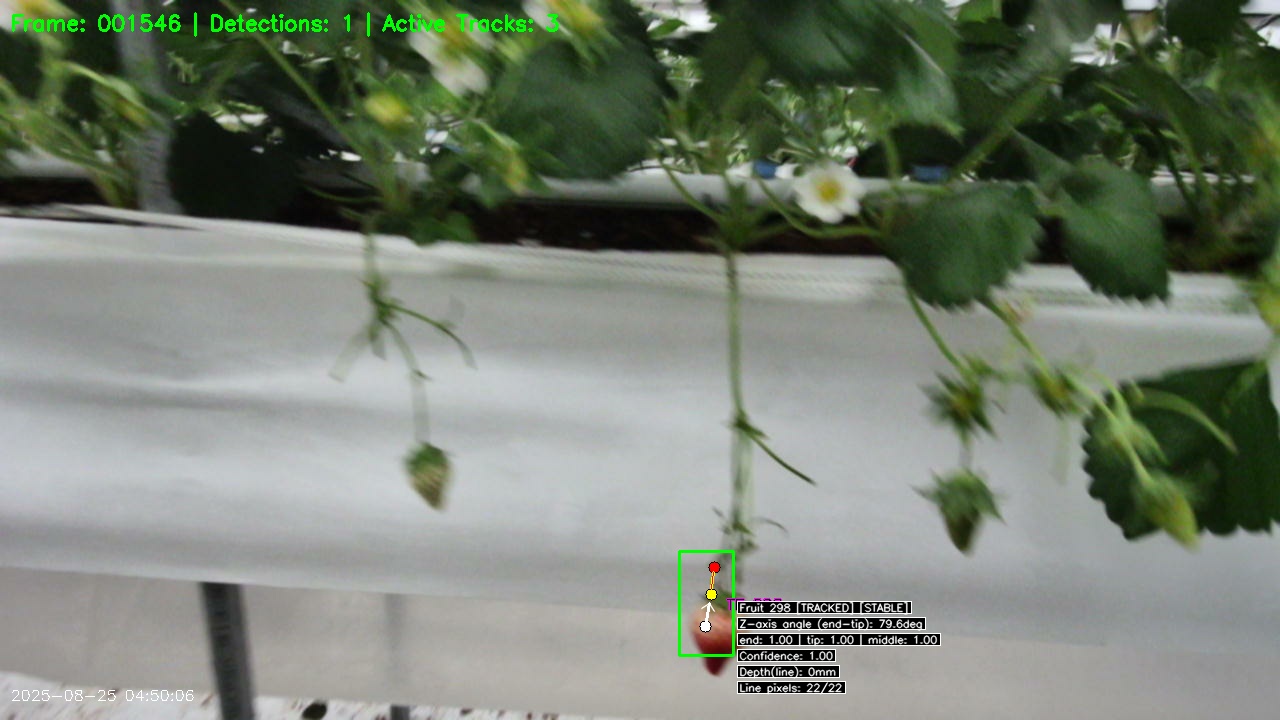 Frame: 001546 | Detections: 1 | Active Tracks: 3
Fruit 298 [TRACKED] [STABLE]
Z-axis angle (end-tip): 79.6deg
end: 1.00 | tip: 1.00 | middle: 1.00
Confidence: 1.00
Depth(line): 0mm
Line pixels: 22/22
2025-08-25 04:50:06